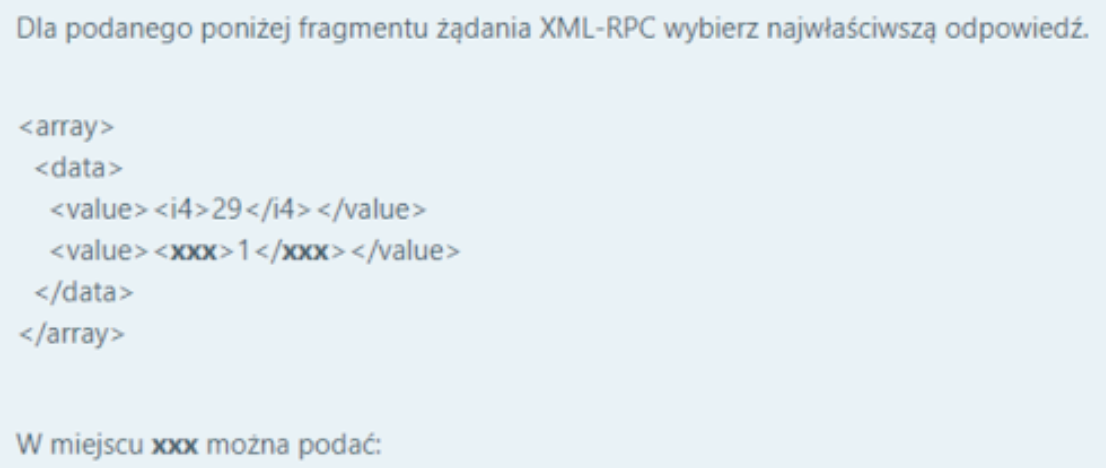 Dla podanego poniżej fragmentu żądania XML-RPC wybierz najwłaściwszą odpowiedź.
<array>
<data>
<value><i4>29</i4></value>
<value><xxx>1</xxx></value>
</data>
</array>
W miejscu xxx można podać: